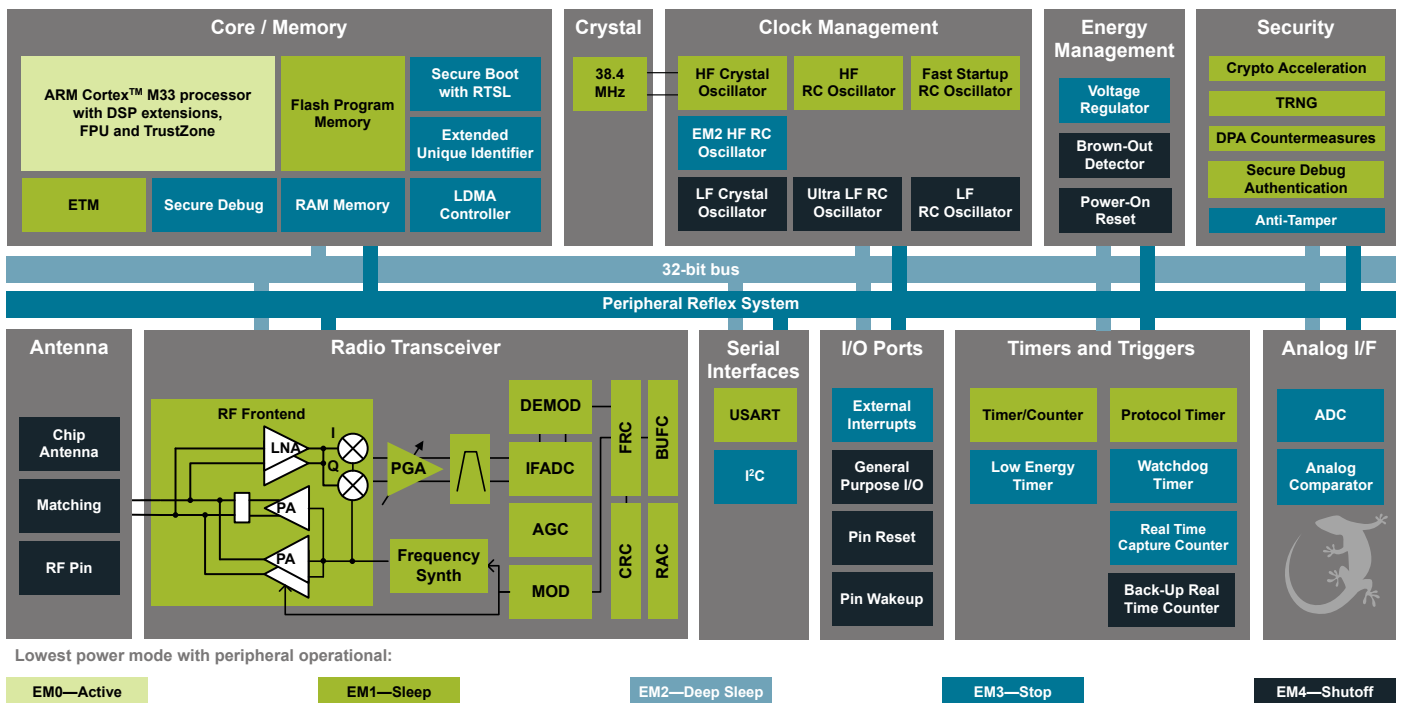 Core / Memory
ARM Cortex™ M33 processor
with DSP extensions,
FPU and TrustZone
Flash Program
Memory
Secure Boot
with RTSL
Extended
Unique Identifier
ETM
Secure Debug
RAM Memory
LDMA
Controller
Crystal
38.4
MHz
Clock Management
HF Crystal
Oscillator
HF
RC Oscillator
Fast Startup
RC Oscillator
EM2 HF RC
Oscillator
LF Crystal
Oscillator
Ultra LF RC
Oscillator
LF
RC Oscillator
Energy
Management
Voltage
Regulator
Brown-Out
Detector
Power-On
Reset
Security
Crypto Acceleration
TRNG
DPA Countermeasures
Secure Debug
Authentication
Anti-Tamper
32-bit bus
Peripheral Reflex System
Antenna
Chip
Antenna
Matching
RF Pin
Radio Transceiver
RF Frontend
LNA
I
Q
PA
PA
PGA
DEMOD
IFADC
AGC
MOD
Frequency
Synth
FRC
BUFC
CRC
RAC
Serial
Interfaces
USART
I²C
I/O Ports
External
Interrupts
General
Purpose I/O
Pin Reset
Pin Wakeup
Timers and Triggers
Timer/Counter
Protocol Timer
Low Energy
Timer
Watchdog
Timer
Real Time
Capture Counter
Back-Up Real
Time Counter
Analog I/F
ADC
Analog
Comparator
Lowest power mode with peripheral operational:
EM0—Active
EM1—Sleep
EM2—Deep Sleep
EM3—Stop
EM4—Shutoff